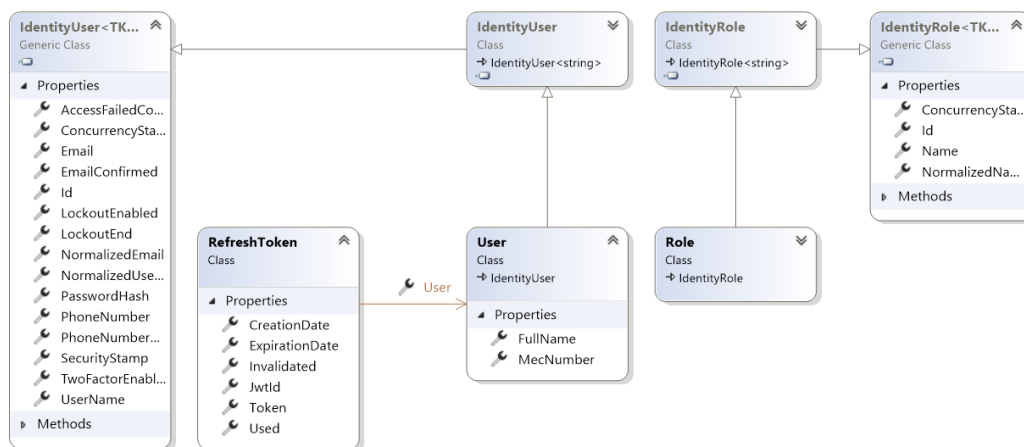 IdentityUser<TK...
Generic Class
Properties
AccessFailedCo...
ConcurrencySta...
Email
EmailConfirmed
Id
LockoutEnabled
LockoutEnd
NormalizedEmail
NormalizedUse...
PasswordHash
PhoneNumber
PhoneNumber...
SecurityStamp
TwoFactorEnabl...
UserName
Methods
IdentityUser
Class
IdentityUser<string>
IdentityRole
Class
IdentityRole<string>
IdentityRole<TK...
Generic Class
Properties
ConcurrencySta...
Id
Name
NormalizedNa...
Methods
RefreshToken
Class
Properties
CreationDate
ExpirationDate
Invalidated
JwtId
Token
Used
User
User
Class
IdentityUser
Properties
FullName
MecNumber
Role
Class
IdentityRole